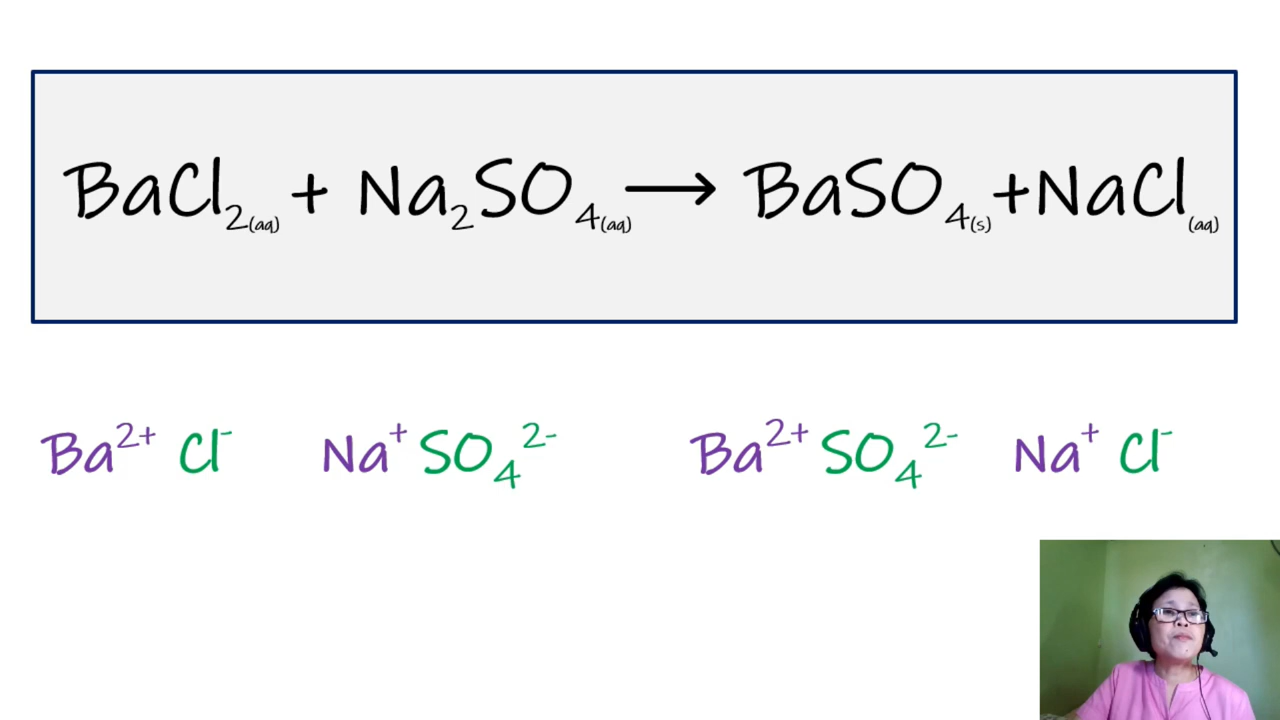 BaCl₂(aq) + Na₂SO₄(aq) ⟶ BaSO₄(s) +NaCl(aq)
Ba²⁺ Cl⁻ Na⁺ SO₄²⁻ Ba²⁺ SO₄²⁻ Na⁺ Cl⁻